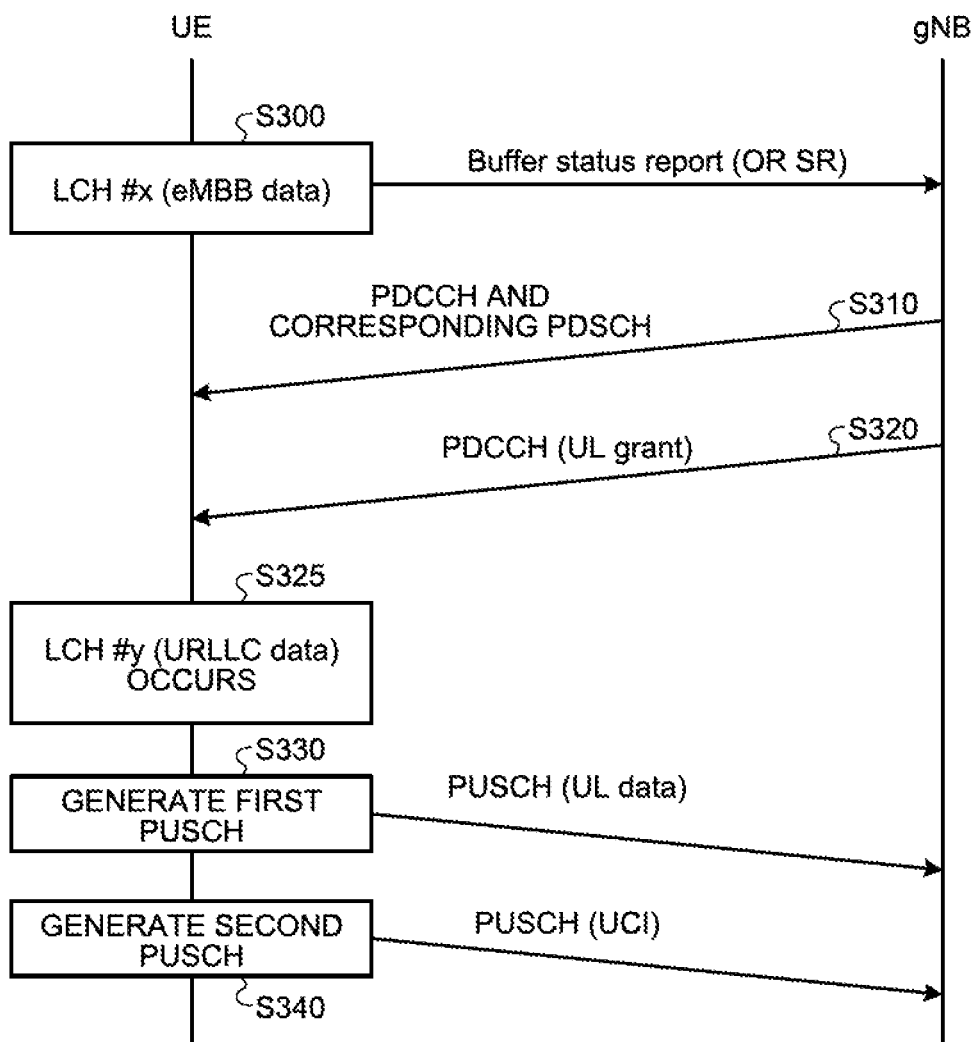 UE
gNB
S300
LCH #x (eMBB data)
Buffer status report (OR SR)
PDCCH AND
CORRESPONDING PDSCH
S310
PDCCH (UL grant)
S320
S325
LCH #y (URLLC data)
OCCURS
S330
GENERATE FIRST
PUSCH
PUSCH (UL data)
GENERATE SECOND
PUSCH
PUSCH (UCI)
S340